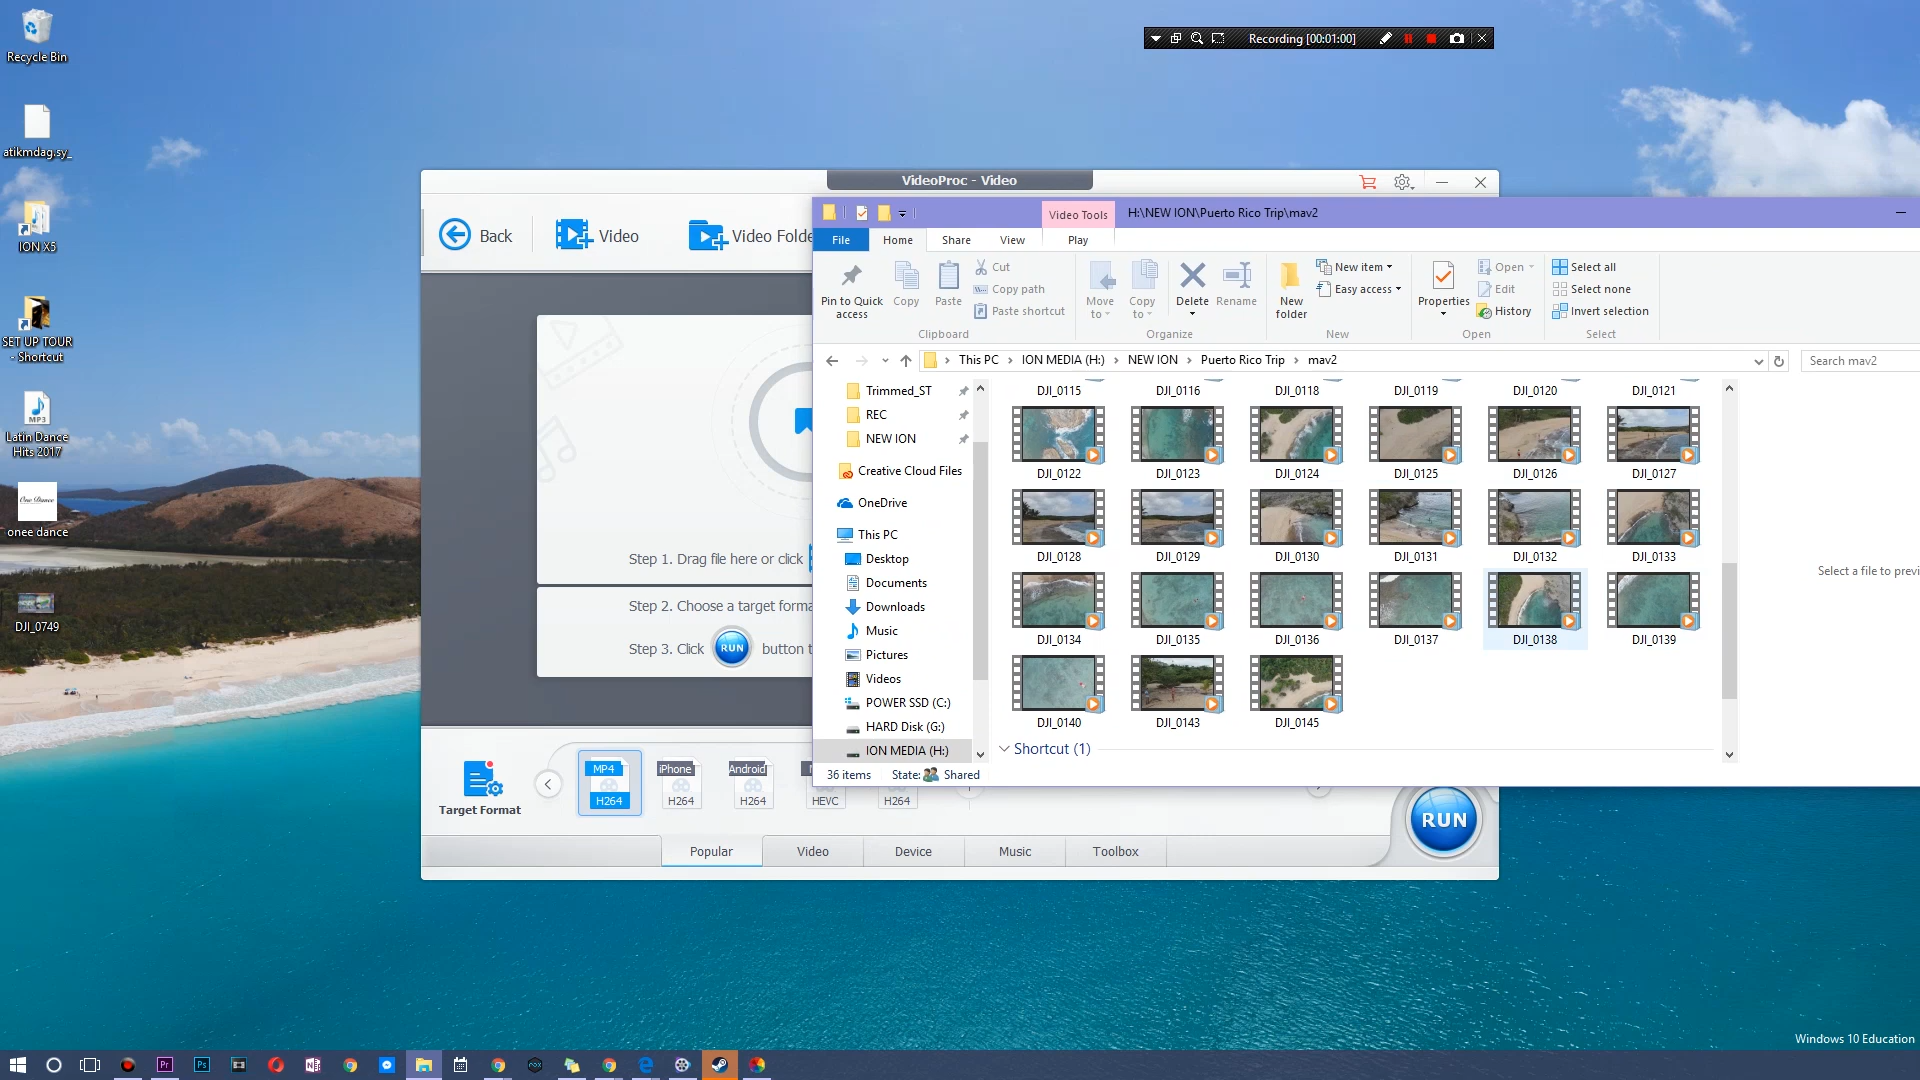 Recycle Bin
atikmdag.sy_
ION X5
SET UP TOUR
- Shortcut
MP3
Latin Dance
Hits 2017
One Dance
onee dance
DJI_0749
Recording [00:01:00]
VideoProc - Video
Back
Video
Video Folde
Step 1. Drag file here or click
Step 2. Choose a target forma
Step 3. Click
RUN
button t
Target Format
MP4
H264
iPhone
H264
Android
H264
HEVC
H264
RUN
Popular
Video
Device
Music
Toolbox
Video Tools
H:\NEW ION\Puerto Rico Trip\mav2
File
Home
Share
View
Play
Pin to Quick
access
Copy
Paste
Cut
Copy path
Paste shortcut
Clipboard
Move
to
Copy
to
Delete
Rename
Organize
New
folder
New item
Easy access
New
Properties
Open
Edit
History
Open
Select all
Select none
Invert selection
Select
This PC
ION MEDIA (H:)
NEW ION
Puerto Rico Trip
mav2
Search mav2
Trimmed_ST
REC
NEW ION
Creative Cloud Files
OneDrive
This PC
Desktop
Documents
Downloads
Music
Pictures
Videos
POWER SSD (C:)
HARD Disk (G:)
ION MEDIA (H:)
DJI_0115 DJI_0116 DJI_0118 DJI_0119 DJI_0120 DJI_0121
DJI_0122 DJI_0123 DJI_0124 DJI_0125 DJI_0126 DJI_0127
DJI_0128 DJI_0129 DJI_0130 DJI_0131 DJI_0132 DJI_0133
DJI_0134 DJI_0135 DJI_0136 DJI_0137 DJI_0138 DJI_0139
DJI_0140 DJI_0143 DJI_0145
Shortcut (1)
Select a file to previ
36 items
State:
Shared
Windows 10 Education
Pr
Ps